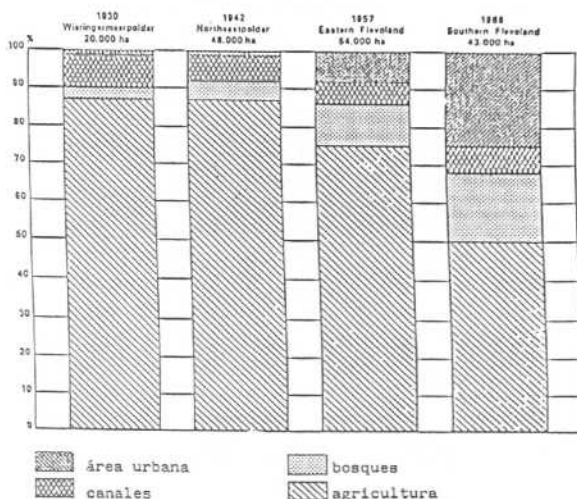 1930
Wieringermeerpolder
20.000 ha
1942
Northeastpolder
48.000 ha
1957
Eastern Flevoland
54.000 ha
1968
Southern Flevoland
43.000 ha
%
100
90
80
70
60
50
40
30
20
10
0
área urbana
bosques
canales
agricultura